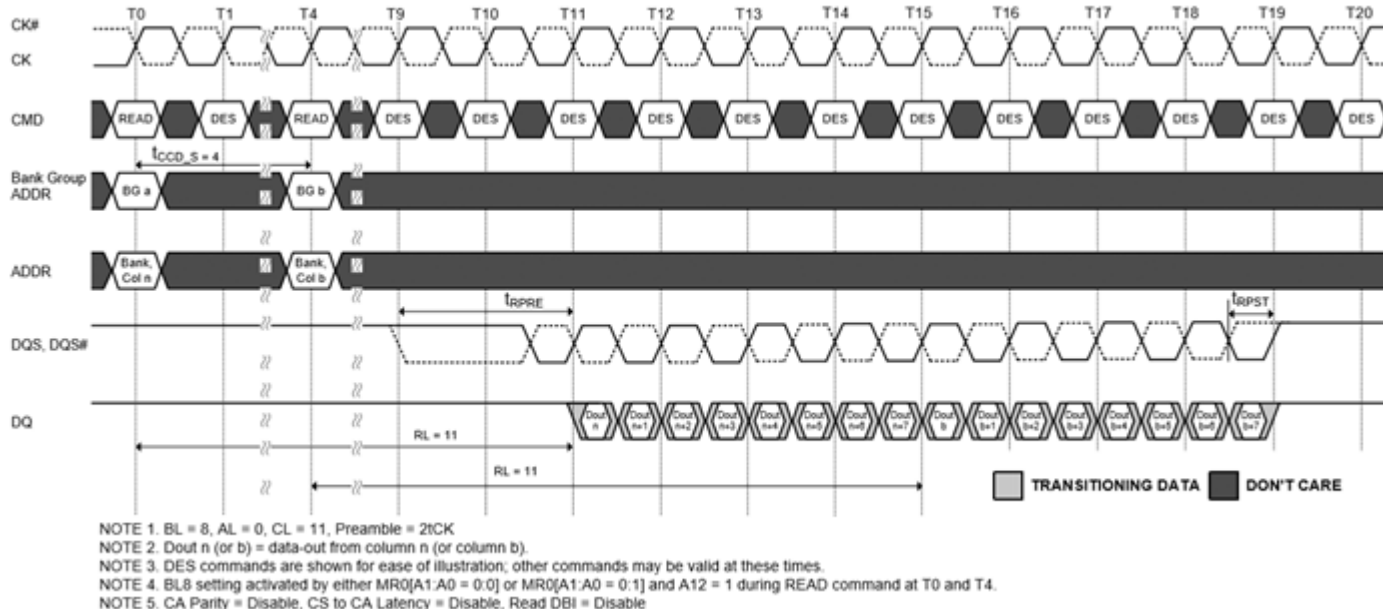 T0 T1 T4 T9 T10 T11 T12 T13 T14 T15 T16 T17 T18 T19 T20
CK#
CK
CMD READ DES READ DES DES DES DES DES DES DES DES DES DES DES DES
tCCD_S = 4
Bank Group
ADDR
BG a BG b
ADDR
Bank, Col n
Bank, Col b
tRPRE
tRPST
DQS, DQS#
DQ
Dout n
Dout n+1
Dout n+2
Dout n+3
Dout n+4
Dout n+5
Dout n+6
Dout n+7
Dout b
Dout b+1
Dout b+2
Dout b+3
Dout b+4
Dout b+5
Dout b+6
Dout b+7
RL = 11
RL = 11
TRANSITIONING DATA DON'T CARE
NOTE 1. BL = 8, AL = 0, CL = 11, Preamble = 2tCK
NOTE 2. Dout n (or b) = data-out from column n (or column b).
NOTE 3. DES commands are shown for ease of illustration; other commands may be valid at these times.
NOTE 4. BL8 setting activated by either MR0[A1:A0 = 0:0] or MR0[A1:A0 = 0:1] and A12 = 1 during READ command at T0 and T4.
NOTE 5. CA Parity = Disable, CS to CA Latency = Disable, Read DBI = Disable